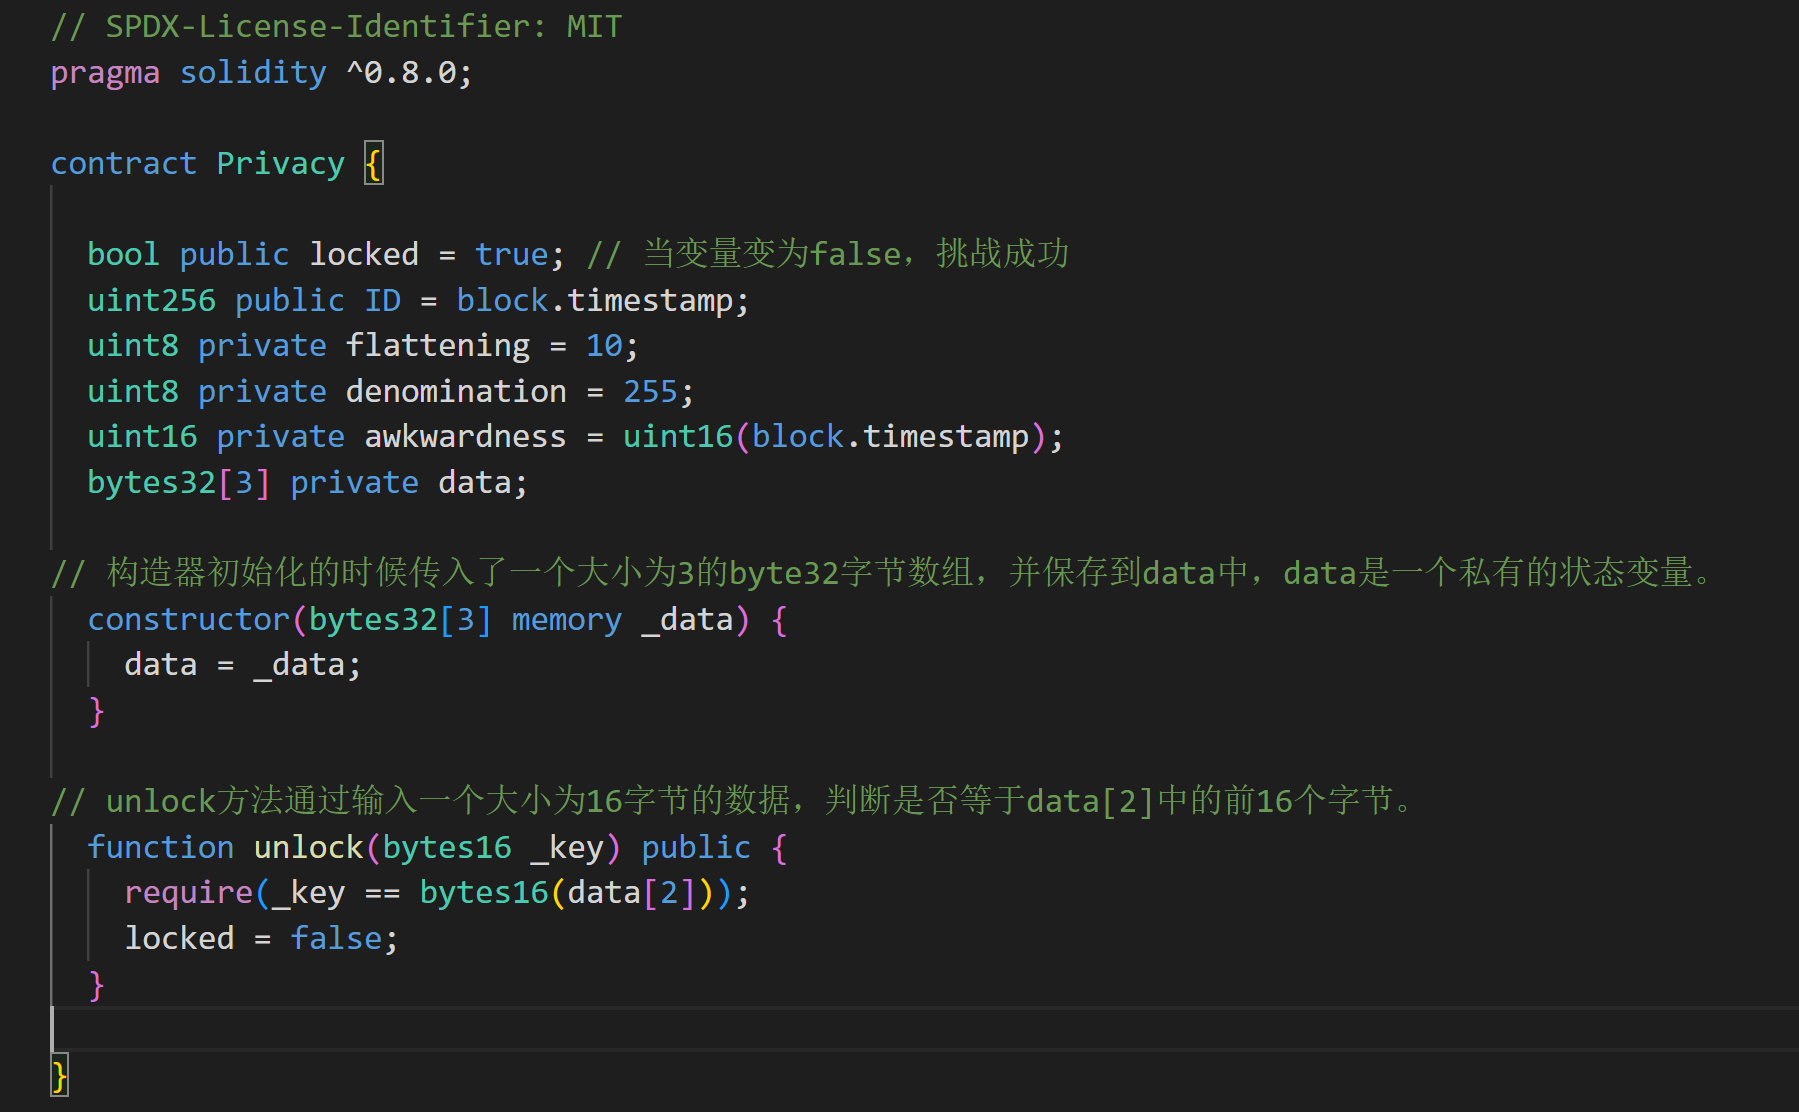 // SPDX-License-Identifier: MIT
pragma solidity ^0.8.0;
contract Privacy {
bool public locked = true; // 当变量变为false，挑战成功
uint256 public ID = block.timestamp;
uint8 private flattening = 10;
uint8 private denomination = 255;
uint16 private awkwardness = uint16(block.timestamp);
bytes32[3] private data;
// 构造器初始化的时候传入了一个大小为3的byte32字节数组，并保存到data中，data是一个私有的状态变量。
constructor(bytes32[3] memory _data) {
data = _data;
}
// unlock方法通过输入一个大小为16字节的数据，判断是否等于data[2]中的前16个字节。
function unlock(bytes16 _key) public {
require(_key == bytes16(data[2]));
locked = false;
}
}